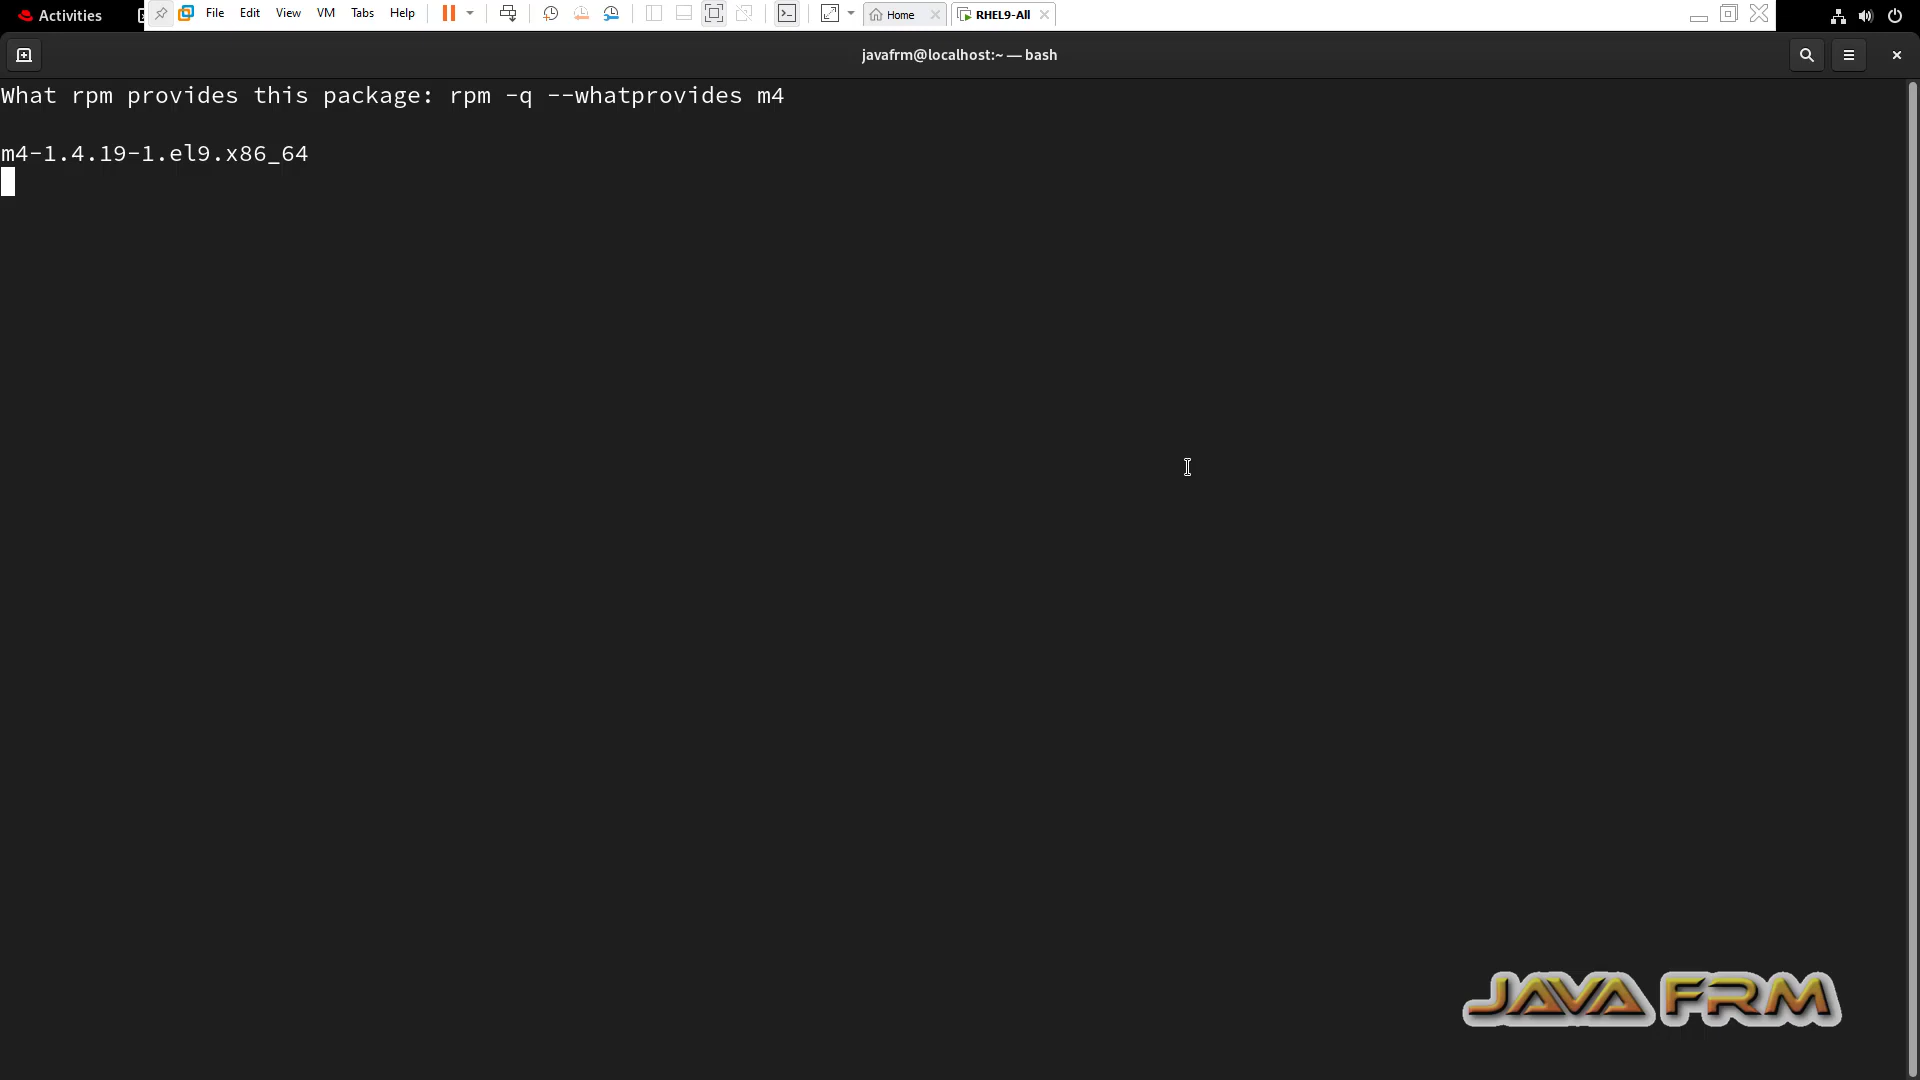 Activities
File Edit View VM Tabs Help
Home
RHEL9-All
javafrm@localhost:~ — bash
What rpm provides this package: rpm -q --whatprovides m4
m4-1.4.19-1.el9.x86_64
JAVA FRM